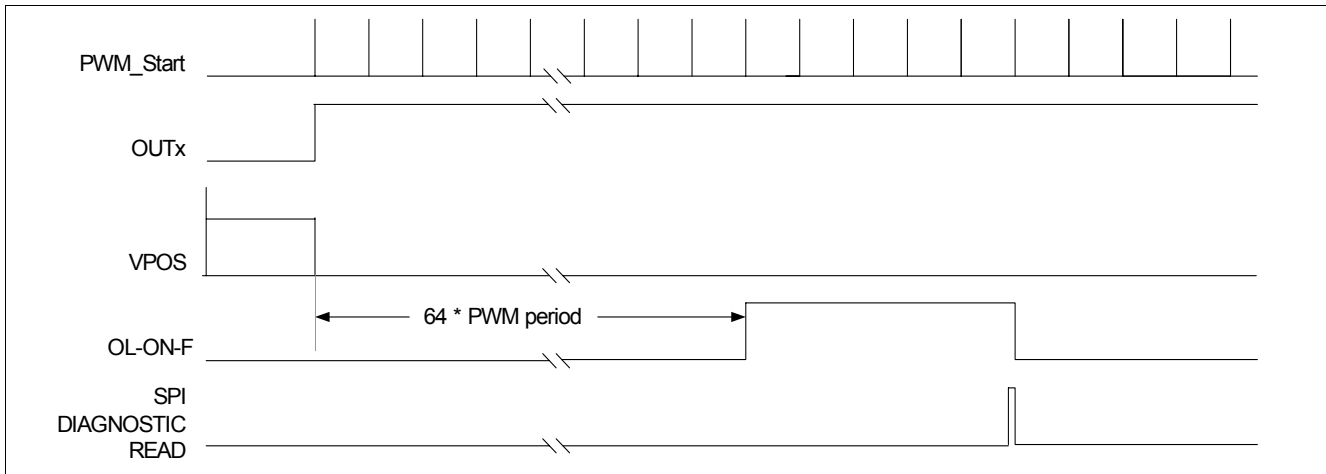 PWM_Start
OUTx
VPOS
64 * PWM period
OL-ON-F
SPI
DIAGNOSTIC
READ